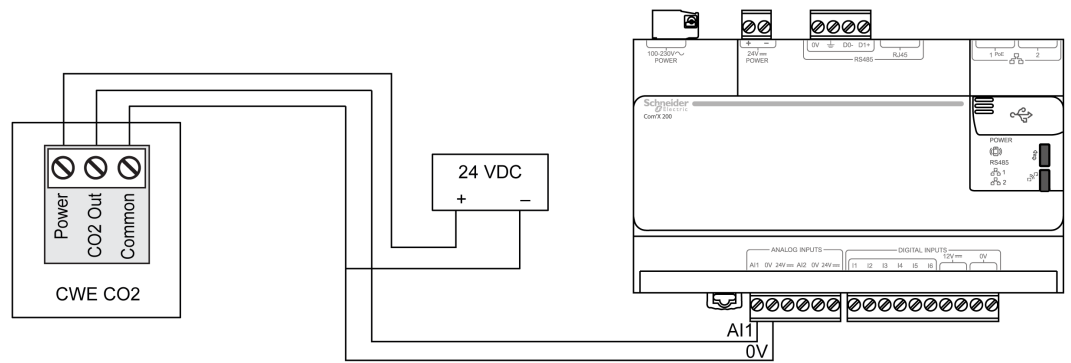 + −
0V D0- D1+
100-230V
POWER
24V
POWER
RS485
RJ45
1 PoE 2
Schneider
Electric
Com'X 200
POWER
RS485
1
2
24 VDC
+ −
Power
CO2 Out
Common
CWE CO2
ANALOG INPUTS
DIGITAL INPUTS
12V 0V
AI1 0V 24V AI2 0V 24V
I1 I2 I3 I4 I5 I6
AI1
0V